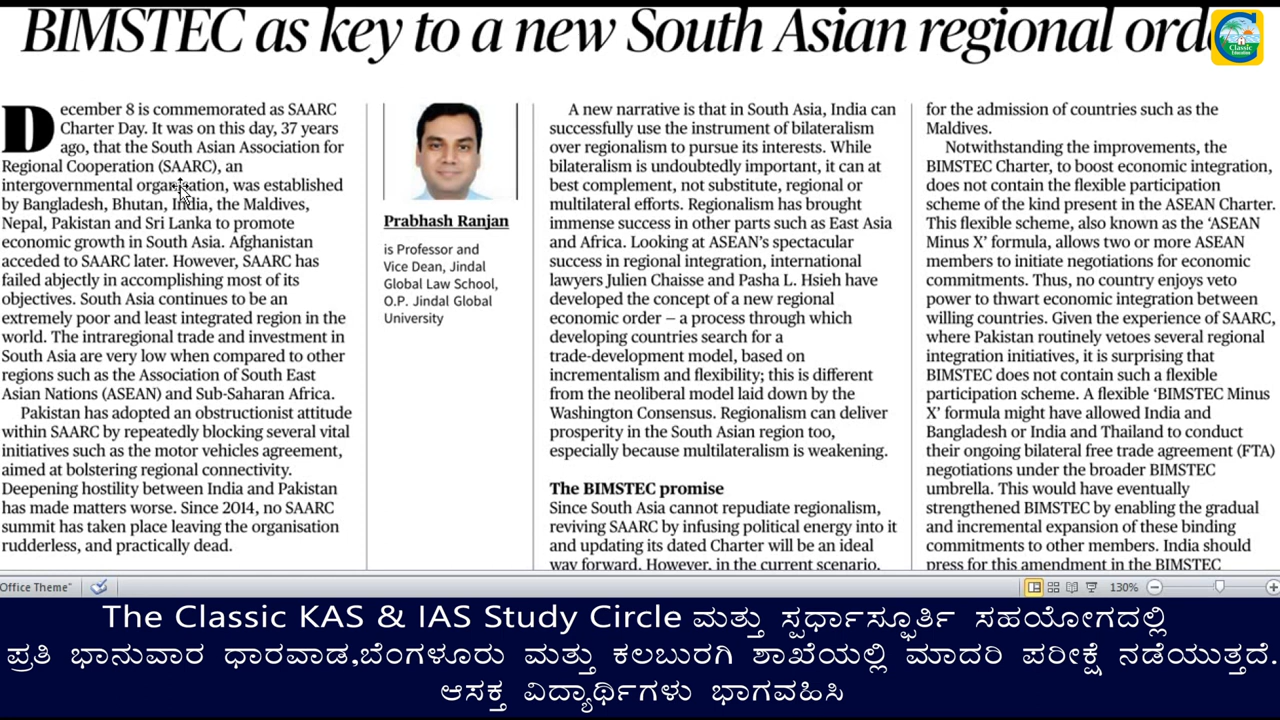 BIMSTEC as key to a new South Asian regional ord
Classic
Education
December 8 is commemorated as SAARC
Charter Day. It was on this day, 37 years
ago, that the South Asian Association for
Regional Cooperation (SAARC), an
intergovernmental organisation, was established
by Bangladesh, Bhutan, India, the Maldives,
Nepal, Pakistan and Sri Lanka to promote
economic growth in South Asia. Afghanistan
acceded to SAARC later. However, SAARC has
failed abjectly in accomplishing most of its
objectives. South Asia continues to be an
extremely poor and least integrated region in the
world. The intraregional trade and investment in
South Asia are very low when compared to other
regions such as the Association of South East
Asian Nations (ASEAN) and Sub-Saharan Africa.
Pakistan has adopted an obstructionist attitude
within SAARC by repeatedly blocking several vital
initiatives such as the motor vehicles agreement,
aimed at bolstering regional connectivity.
Deepening hostility between India and Pakistan
has made matters worse. Since 2014, no SAARC
summit has taken place leaving the organisation
rudderless, and practically dead.
Prabhash Ranjan
is Professor and
Vice Dean, Jindal
Global Law School,
O.P. Jindal Global
University
A new narrative is that in South Asia, India can
successfully use the instrument of bilateralism
over regionalism to pursue its interests. While
bilateralism is undoubtedly important, it can at
best complement, not substitute, regional or
multilateral efforts. Regionalism has brought
immense success in other parts such as East Asia
and Africa. Looking at ASEAN's spectacular
success in regional integration, international
lawyers Julien Chaisse and Pasha L. Hsieh have
developed the concept of a new regional
economic order – a process through which
developing countries search for a
trade-development model, based on
incrementalism and flexibility; this is different
from the neoliberal model laid down by the
Washington Consensus. Regionalism can deliver
prosperity in the South Asian region too,
especially because multilateralism is weakening.
The BIMSTEC promise
Since South Asia cannot repudiate regionalism,
reviving SAARC by infusing political energy into it
and updating its dated Charter will be an ideal
way forward. However, in the current scenario,
for the admission of countries such as the
Maldives.
Notwithstanding the improvements, the
BIMSTEC Charter, to boost economic integration,
does not contain the flexible participation
scheme of the kind present in the ASEAN Charter.
This flexible scheme, also known as the ‘ASEAN
Minus X’ formula, allows two or more ASEAN
members to initiate negotiations for economic
commitments. Thus, no country enjoys veto
power to thwart economic integration between
willing countries. Given the experience of SAARC,
where Pakistan routinely vetoes several regional
integration initiatives, it is surprising that
BIMSTEC does not contain such a flexible
participation scheme. A flexible ‘BIMSTEC Minus
X’ formula might have allowed India and
Bangladesh or India and Thailand to conduct
their ongoing bilateral free trade agreement (FTA)
negotiations under the broader BIMSTEC
umbrella. This would have eventually
strengthened BIMSTEC by enabling the gradual
and incremental expansion of these binding
commitments to other members. India should
press for this amendment in the BIMSTEC
Office Theme"
130%
The Classic KAS & IAS Study Circle ಮತ್ತು ಸ್ಪರ್ಧಾಸ್ಫೂರ್ತಿ ಸಹಯೋಗದಲ್ಲಿ
ಪ್ರತಿ ಭಾನುವಾರ ಧಾರವಾಡ,ಬೆಂಗಳೂರು ಮತ್ತು ಕಲಬುರಗಿ ಶಾಖೆಯಲ್ಲಿ ಮಾದರಿ ಪರೀಕ್ಷೆ ನಡೆಯುತ್ತದೆ.
ಆಸಕ್ತ ವಿದ್ಯಾರ್ಥಿಗಳು ಭಾಗವಹಿಸಿ